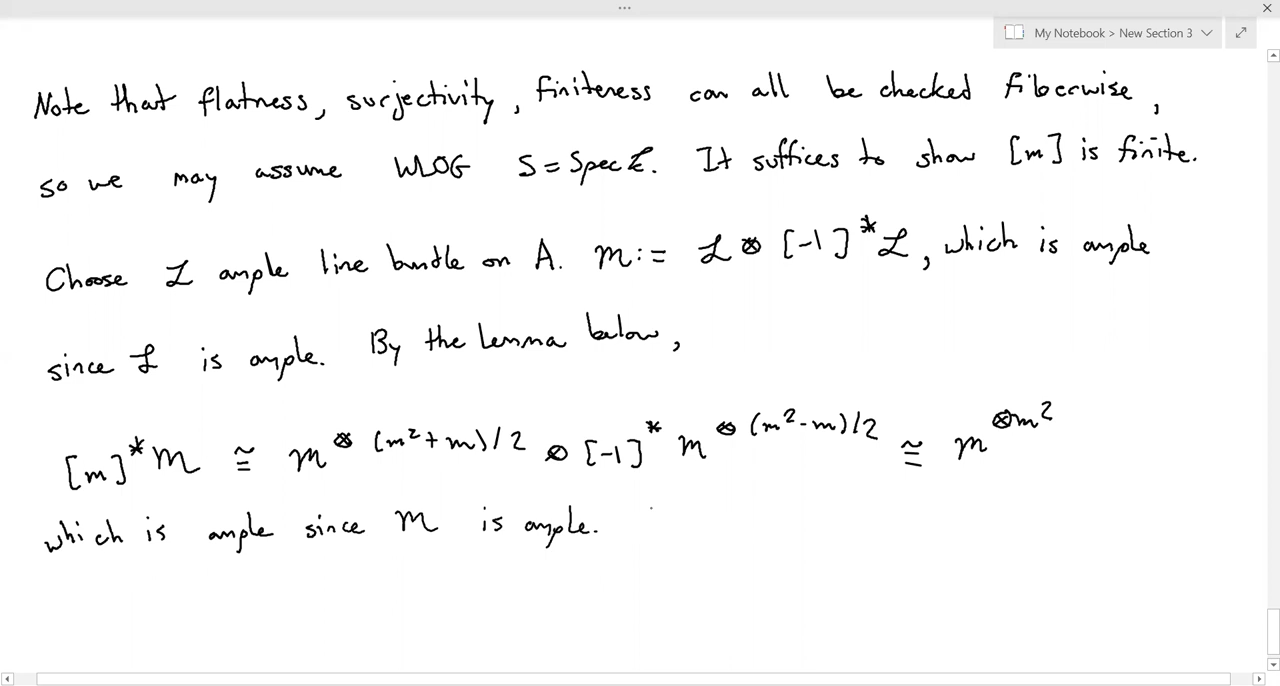 ...
My Notebook > New Section 3
Note that flatness, surjectivity, finiteness can all be checked fiberwise,
so we may assume WLOG S = Spec k. It suffices to show [m] is finite.
Choose ℒ ample line bundle on A. ℳ := ℒ ⊗ [-1]^* ℒ, which is ample
since ℒ is ample. By the lemma below,
[m]^* ℳ ≅ ℳ^{⊗ (m²+m)/2} ⊗ [-1]^* ℳ^{⊗ (m²-m)/2} ≅ ℳ^{⊗m²}
which is ample since ℳ is ample.